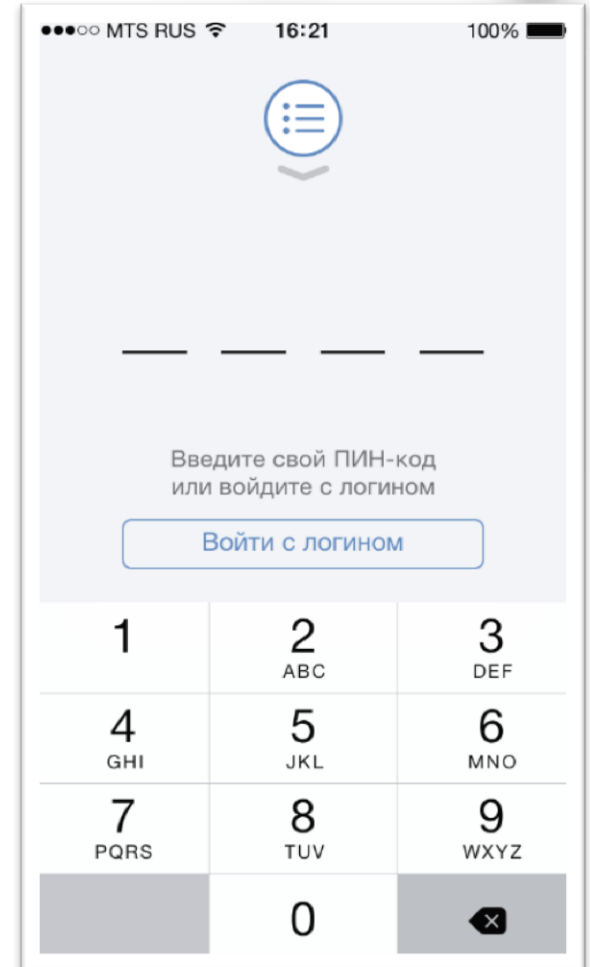 MTS RUS 16:21 100%
Введите свой ПИН-код
или войдите с логином
Войти с логином
1 2 3
ABC DEF
4 5 6
GHI JKL MNO
7 8 9
PQRS TUV WXYZ
0